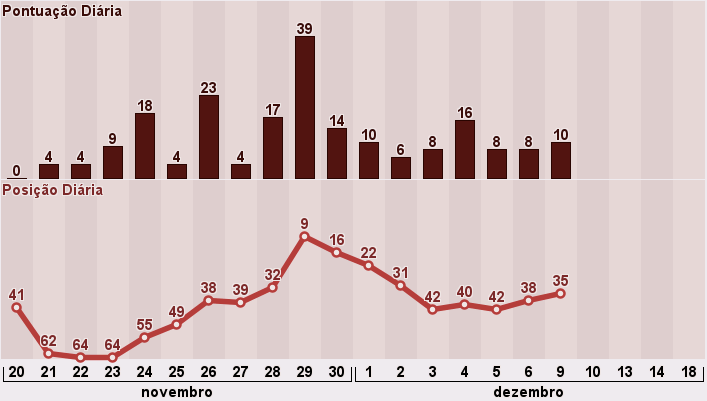 Pontuação Diária
0 4 4 9 18 4 23 4 17 39 14 10 6 8 16 8 8 10
Posição Diária
41 62 64 64 55 49 38 39 32 9 16 22 31 42 40 42 38 35
20 21 22 23 24 25 26 27 28 29 30 1 2 3 4 5 6 9 10 13 14 18
novembro dezembro